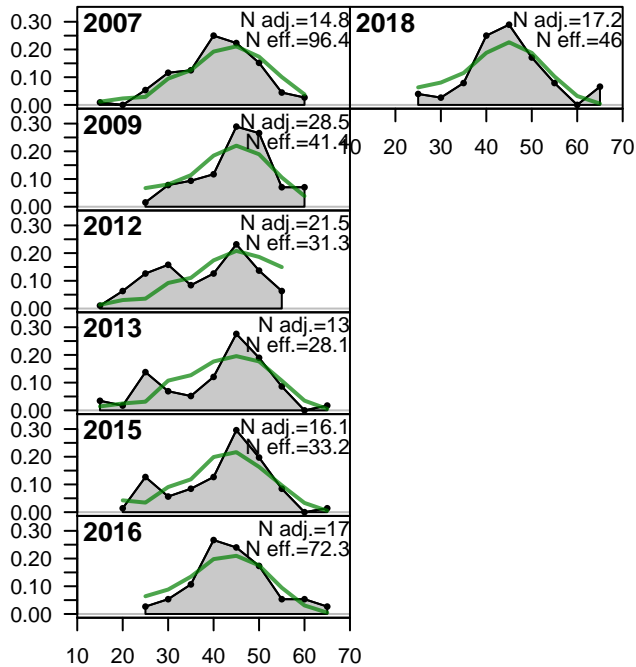 2007
N adj.=14.8
N eff.=96.4
0.30
0.20
0.10
0.00
2018
N adj.=17.2
N eff.=46
10 20 30 40 50 60 70
2009
N adj.=28.5
N eff.=41.4
0.30
0.20
0.10
0.00
2012
N adj.=21.5
N eff.=31.3
0.30
0.20
0.10
0.00
2013
N adj.=13
N eff.=28.1
0.30
0.20
0.10
0.00
2015
N adj.=16.1
N eff.=33.2
0.30
0.20
0.10
0.00
2016
N adj.=17
N eff.=72.3
0.30
0.20
0.10
0.00
10 20 30 40 50 60 70